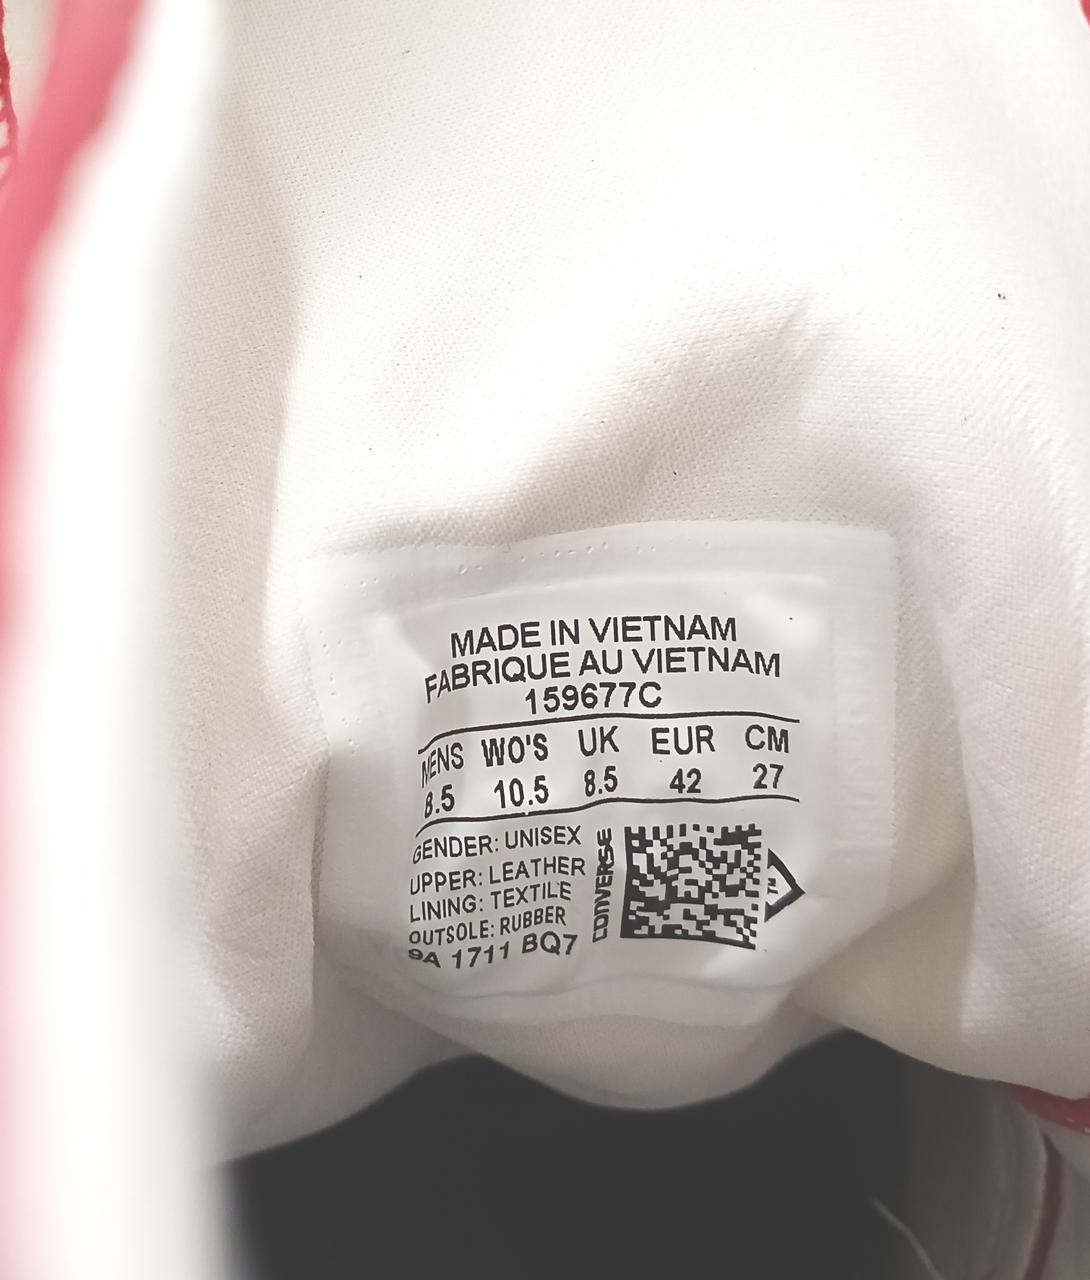 MADE IN VIETNAM
FABRIQUE AU VIETNAM
159677C
MENS WO'S UK EUR CM
8.5 10.5 8.5 42 27
GENDER: UNISEX
UPPER: LEATHER
LINING: TEXTILE
OUTSOLE: RUBBER
9A 1711 BQ7
CONVERSE
TM